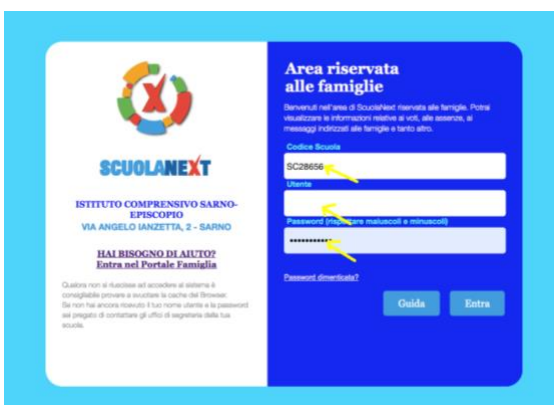 SCUOLANEXT
ISTITUTO COMPRENSIVO SARNO-
EPISCOPIO
VIA ANGELO IANZETTA, 2 - SARNO
HAI BISOGNO DI AIUTO?
Entra nel Portale Famiglia
Qualora non si riuscisse ad accedere al sistema è
consigliabile provare a svuotare la cache del Browser.
Se non hai ancora ricevuto il tuo nome utente e la password
sei pregato di contattare gli uffici di segreteria della tua
scuola.
Area riservata
alle famiglie
Benvenuti nell'area di ScuolaNext riservata alle famiglie. Potrai
visualizzare le informazioni relative ai voti, alle assenze, ai
messaggi indirizzati alle famiglie e tanto altro.
Codice Scuola
SC28656
Utente
Password (rispettare maiuscoli e minuscoli)
Password dimenticata?
Guida Entra